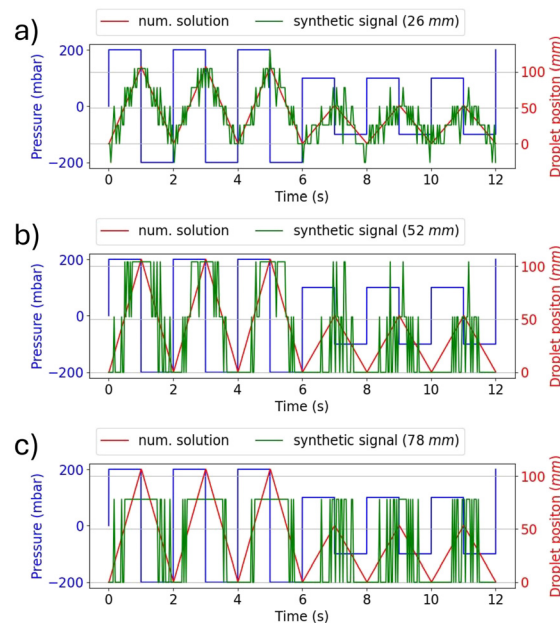 a)
num. solution synthetic signal (26 mm)
200
0
−200
Pressure (mbar)
100
50
0
Droplet positon (mm)
0 2 4 6 8 10 12
Time (s)
b)
num. solution synthetic signal (52 mm)
200
0
−200
Pressure (mbar)
100
50
0
Droplet positon (mm)
0 2 4 6 8 10 12
Time (s)
c)
num. solution synthetic signal (78 mm)
200
0
−200
Pressure (mbar)
100
50
0
Droplet positon (mm)
0 2 4 6 8 10 12
Time (s)